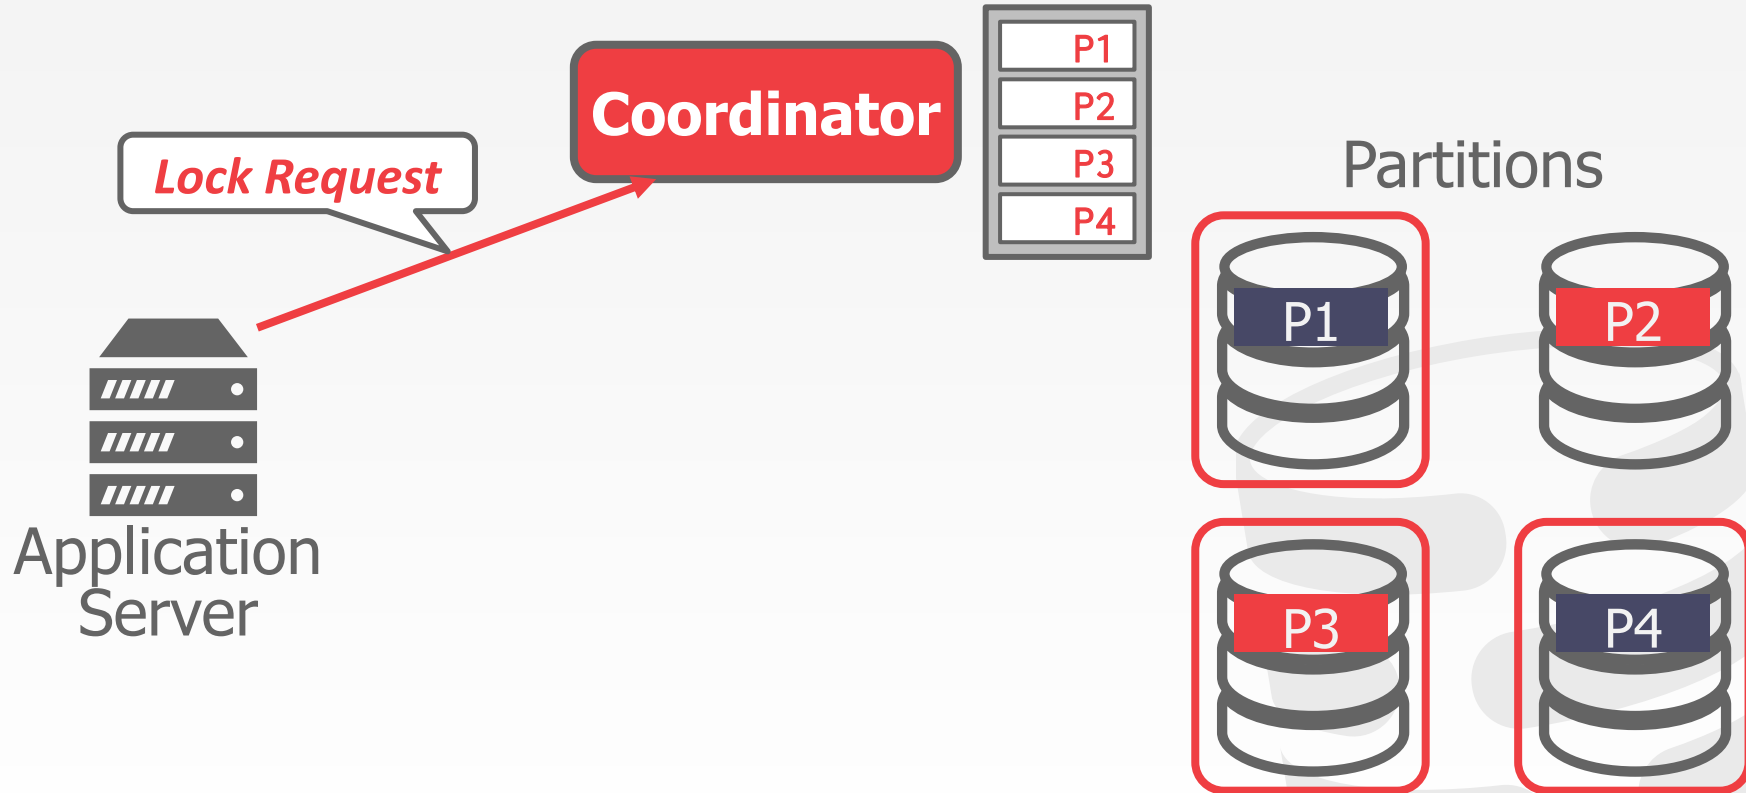 Coordinator
P1
P2
P3
P4
Lock Request
Partitions
P1
P2
Application
Server
P3
P4